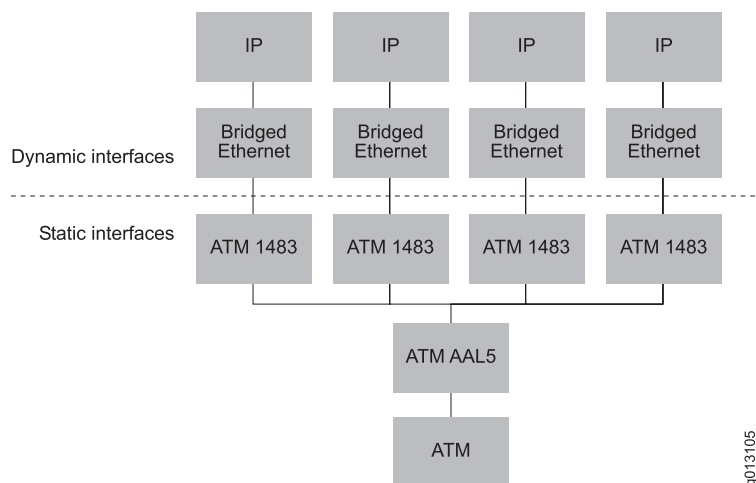 IP
IP
IP
IP
Bridged
Ethernet
Bridged
Ethernet
Bridged
Ethernet
Bridged
Ethernet
Dynamic interfaces
Static interfaces
ATM 1483
ATM 1483
ATM 1483
ATM 1483
ATM AAL5
ATM
g013105